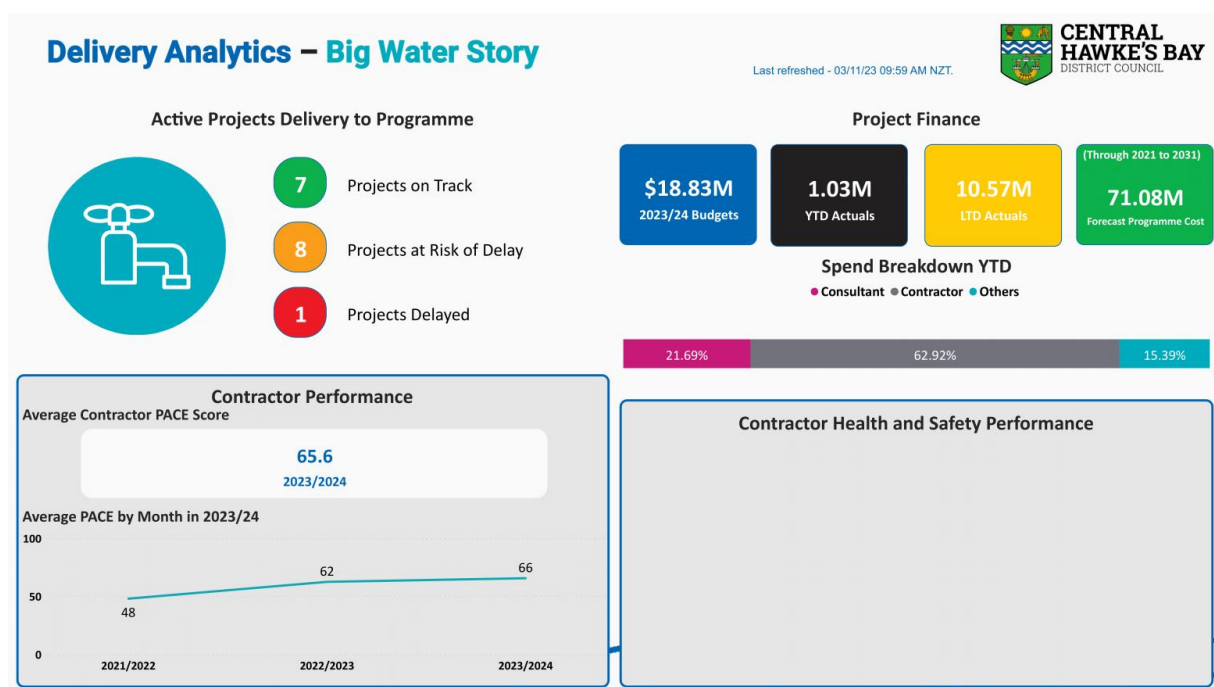 Delivery Analytics – Big Water Story
Last refreshed - 03/11/23 09:59 AM NZT.
CENTRAL
HAWKE'S BAY
DISTRICT COUNCIL
Active Projects Delivery to Programme
7 Projects on Track
8 Projects at Risk of Delay
1 Projects Delayed
Project Finance
$18.83M
2023/24 Budgets
1.03M
YTD Actuals
10.57M
LTD Actuals
(Through 2021 to 2031)
71.08M
Forecast Programme Cost
Spend Breakdown YTD
Consultant Contractor Others
21.69% 62.92% 15.39%
Contractor Performance
Average Contractor PACE Score
65.6
2023/2024
Average PACE by Month in 2023/24
100
50
0
48
62
66
2021/2022 2022/2023 2023/2024
Contractor Health and Safety Performance